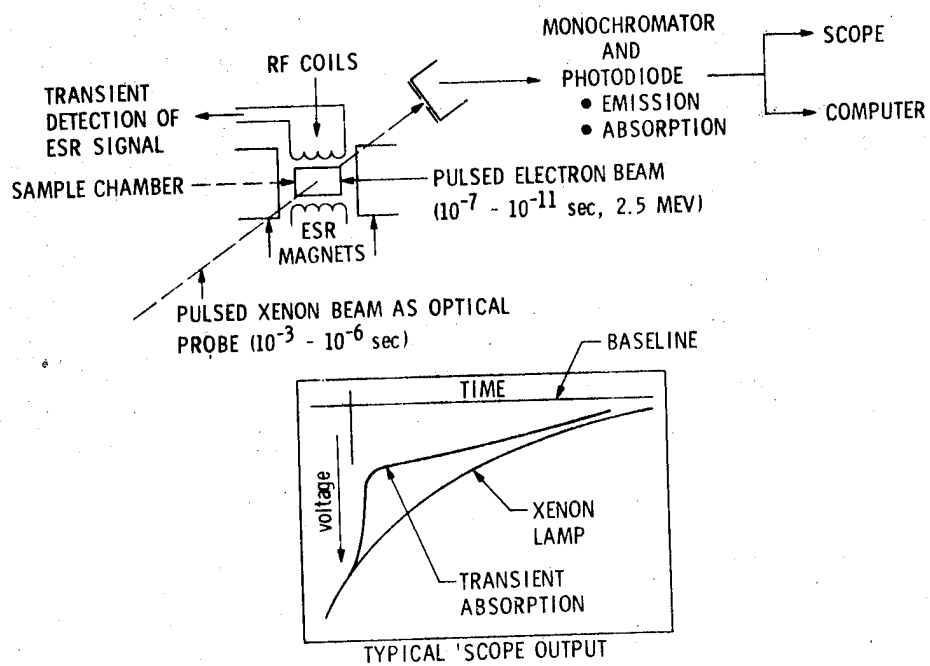 MONOCHROMATOR
AND
PHOTODIODE
• EMISSION
• ABSORPTION
SCOPE
COMPUTER
RF COILS
TRANSIENT
DETECTION OF
ESR SIGNAL
SAMPLE CHAMBER
PULSED ELECTRON BEAM
(10⁻⁷ - 10⁻¹¹ sec, 2.5 MEV)
ESR
MAGNETS
PULSED XENON BEAM AS OPTICAL
PROBE (10⁻³ - 10⁻⁶ sec)
BASELINE
TIME
voltage
XENON
LAMP
TRANSIENT
ABSORPTION
TYPICAL 'SCOPE OUTPUT